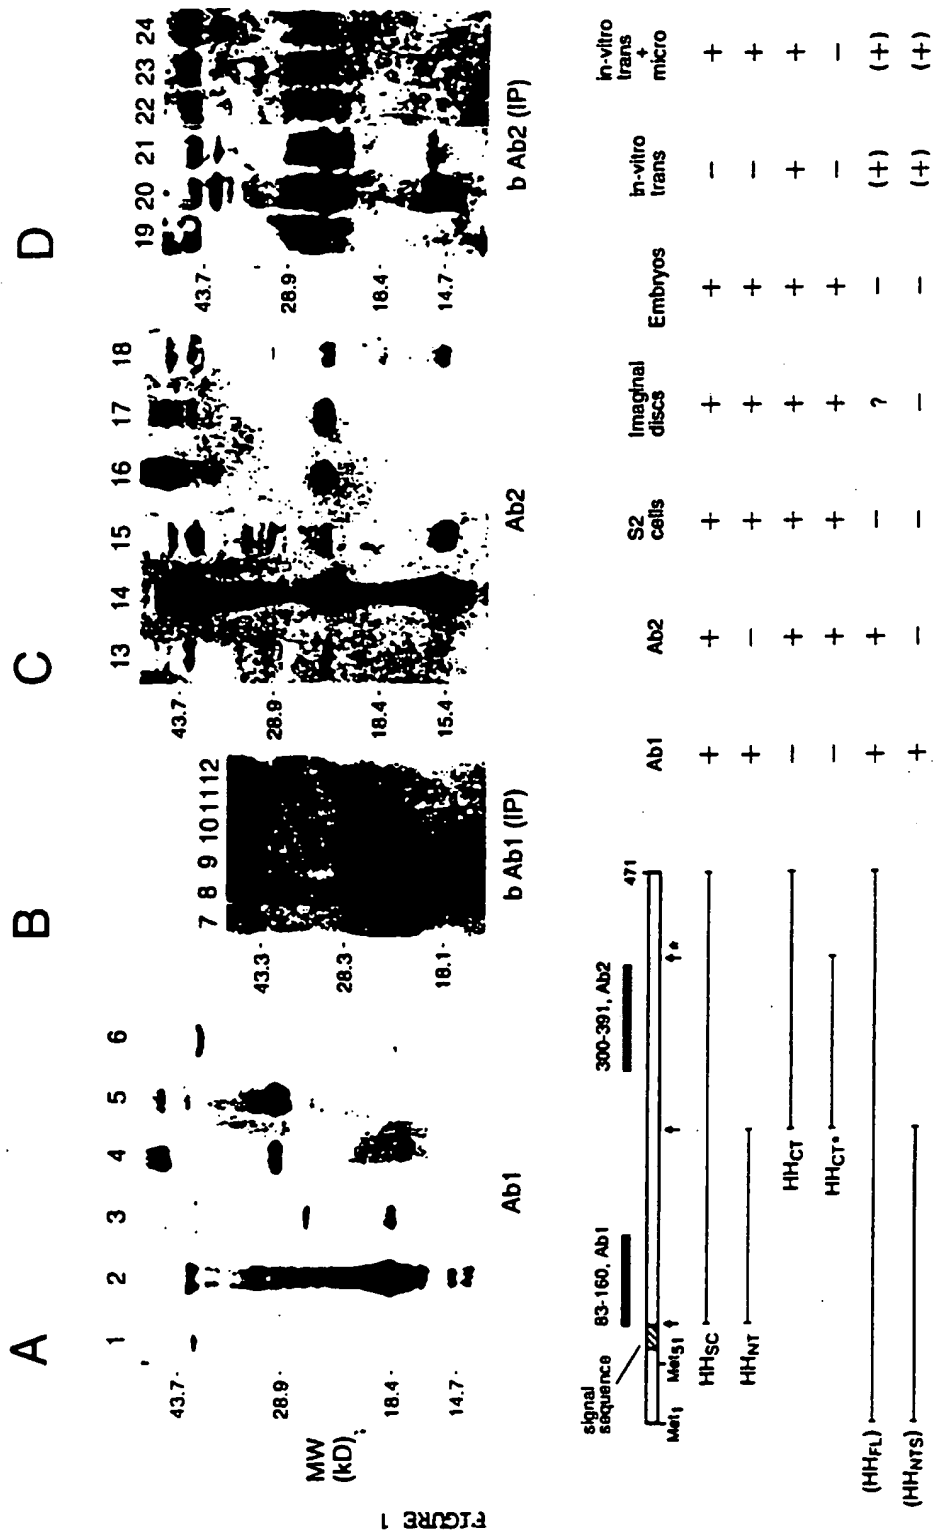 FIGURE 1
A
1 2 3 4 5 6
MW
(kD)
43.7 -
28.9 -
18.4 -
14.7 -
Ab1
B
7 8 9 10 11 12
43.3 -
28.3 -
18.1 -
b Ab1 (IP)
C
13 14 15 16 17 18
43.7 -
28.9 -
18.4 -
15.4 -
Ab2
D
19 20 21 22 23 24
43.7 -
28.9 -
18.4 -
14.7 -
b Ab2 (IP)
signal
sequence
83-160, Ab1
300-391, Ab2
471
Met1
Met51
*
Ab1 Ab2 S2 cells Imaginal discs Embryos In-vitro trans In-vitro trans + micro
HHSC + + + + + − +
HHNT + − + + + − +
HHCT − + + + + + +
HHCT* − + + + + − −
(HHFL) + + − ? − (+) (+)
(HHNTS) + − − − − (+) (+)